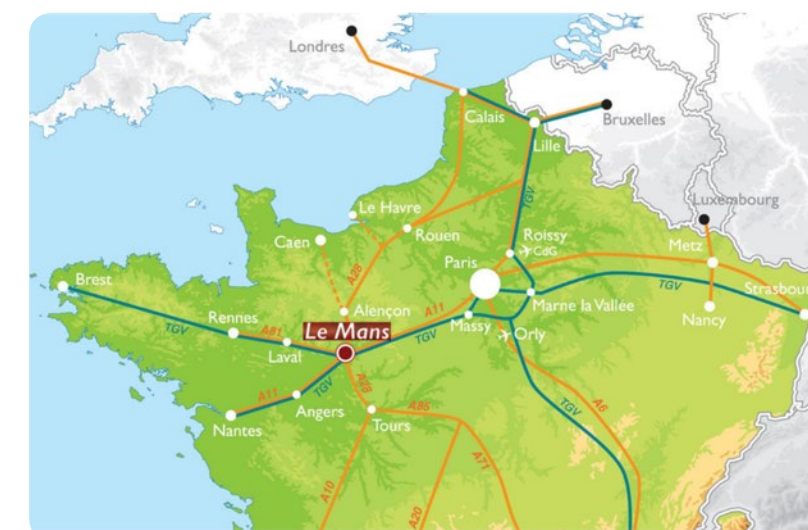 Londres
Calais
Bruxelles
Lille
TGV
Luxembourg
Le Havre
Caen
Rouen
Roissy
CdG
Metz
Paris
A28
Brest
TGV
Rennes
A81
Alençon
A11
Marne la Vallée
TGV
Strasbour
Nancy
Le Mans
Laval
TGV
Massy
Orly
A11
TGV
A28
Angers
Nantes
Tours
A85
TGV
A6
A10
A20
A71